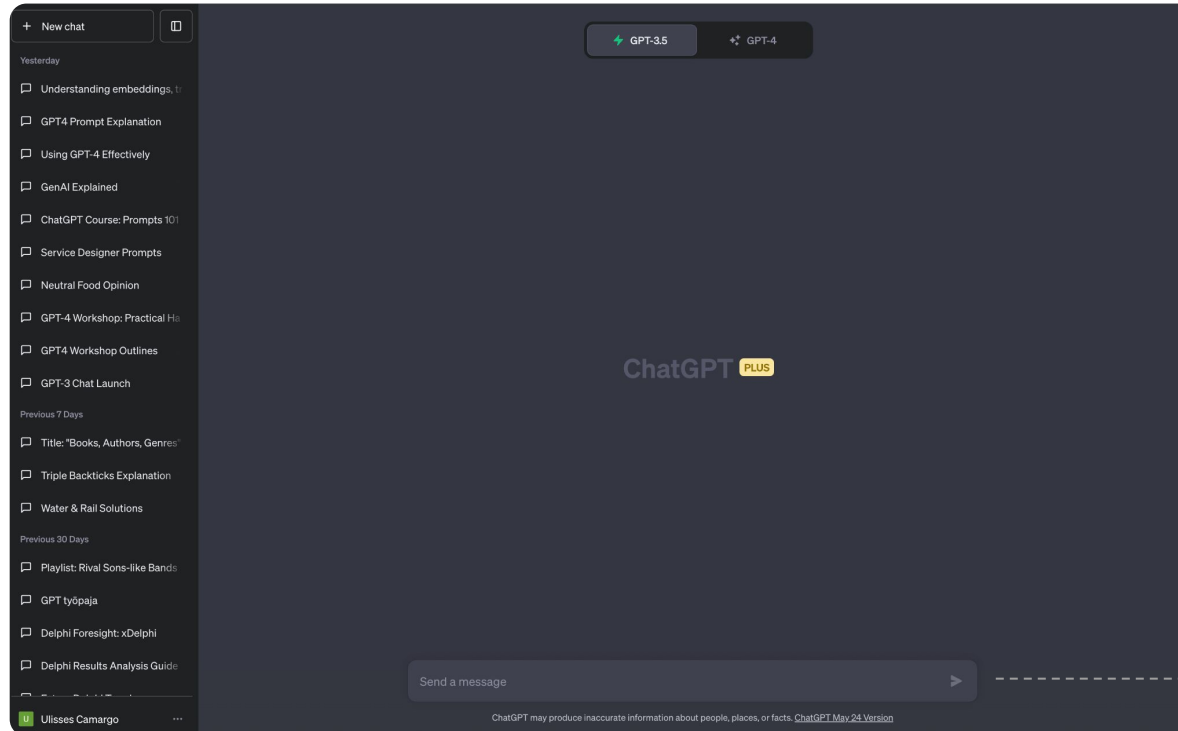 + New chat
Yesterday
Understanding embeddings,
GPT4 Prompt Explanation
Using GPT-4 Effectively
GenAI Explained
ChatGPT Course: Prompts 101
Service Designer Prompts
Neutral Food Opinion
GPT-4 Workshop: Practical Ha
GPT4 Workshop Outlines
GPT-3 Chat Launch
Previous 7 Days
Title: "Books, Authors, Genres"
Triple Backticks Explanation
Water & Rail Solutions
Previous 30 Days
Playlist: Rival Sons-like Bands
GPT työpaja
Delphi Foresight: xDelphi
Delphi Results Analysis Guide
U Ulisses Camargo ...
GPT-3.5 GPT-4
ChatGPT PLUS
Send a message
ChatGPT may produce inaccurate information about people, places, or facts. ChatGPT May 24 Version